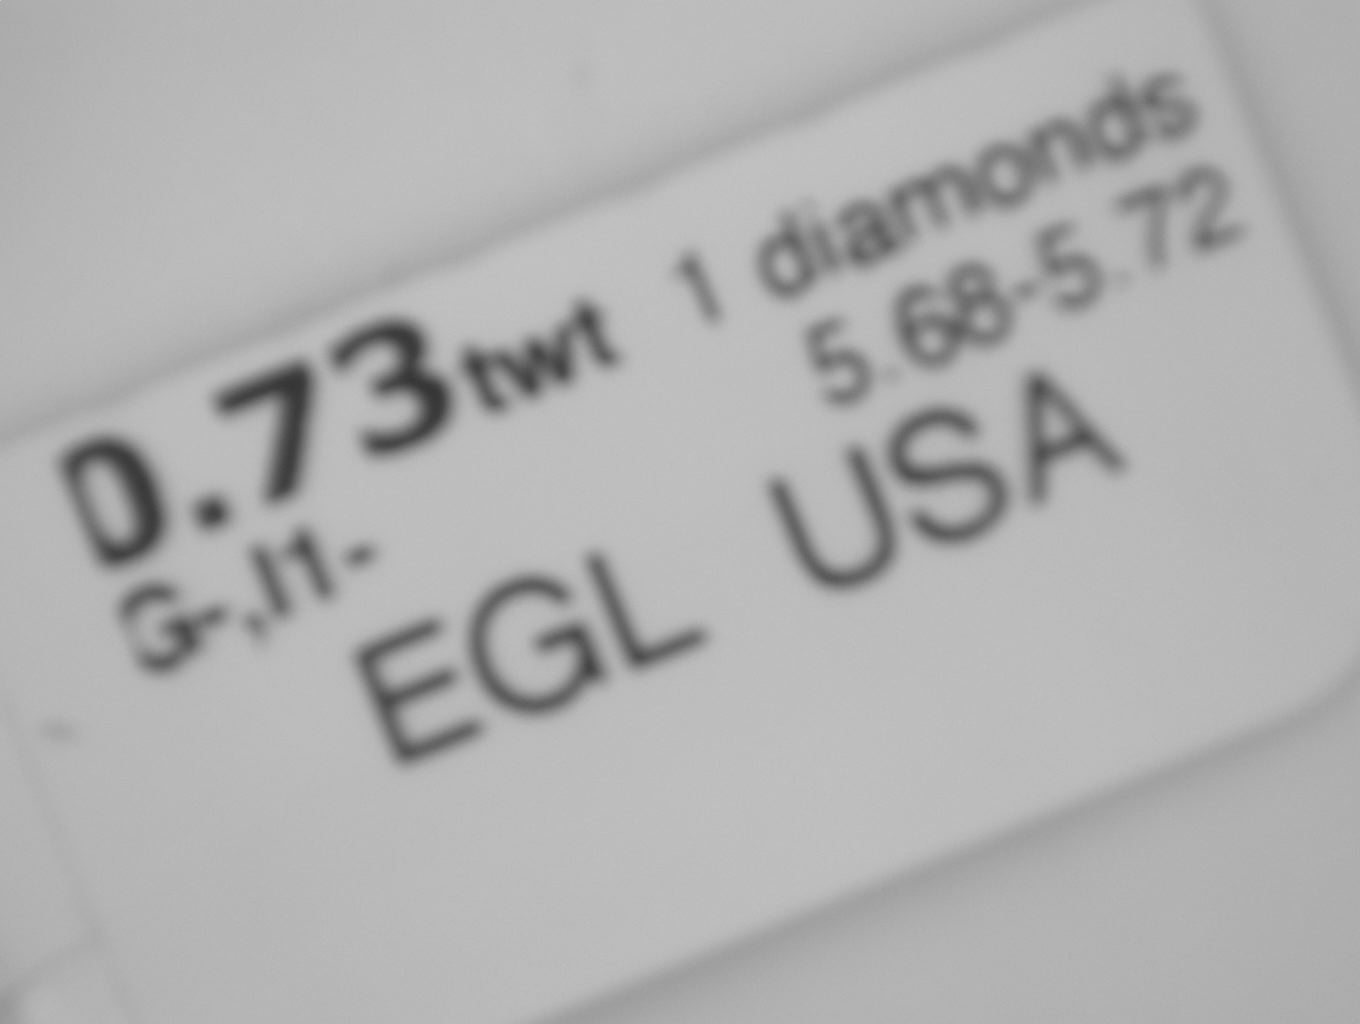 0.73twt 1 diamonds
G-,I1- 5.68-5.72
EGL USA